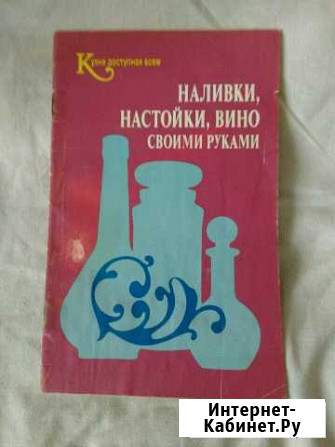 Кухня доступная всем
НАЛИВКИ,
НАСТОЙКИ, ВИНО
СВОИМИ РУКАМИ
Интернет-
Кабинет.Ру